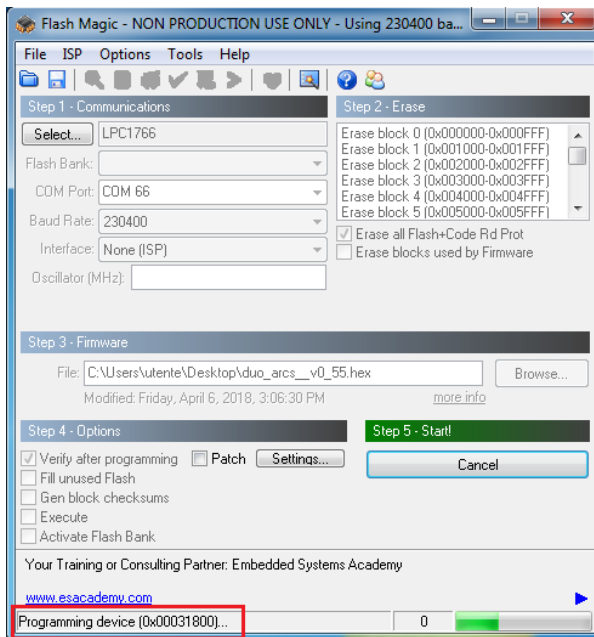 Flash Magic - NON PRODUCTION USE ONLY - Using 230400 ba...
File ISP Options Tools Help
Step 1 - Communications
Select... LPC1766
Flash Bank:
COM Port: COM 66
Baud Rate: 230400
Interface: None (ISP)
Oscillator (MHz):
Step 2 - Erase
Erase block 0 (0x000000-0x000FFF)
Erase block 1 (0x001000-0x001FFF)
Erase block 2 (0x002000-0x002FFF)
Erase block 3 (0x003000-0x003FFF)
Erase block 4 (0x004000-0x004FFF)
Erase block 5 (0x005000-0x005FFF)
Erase all Flash+Code Rd Prot
Erase blocks used by Firmware
Step 3 - Firmware
File: C:\Users\utente\Desktop\duo_arcs__v0_55.hex Browse...
Modified: Friday, April 6, 2018, 3:06:30 PM more info
Step 4 - Options
Verify after programming Patch Settings...
Fill unused Flash
Gen block checksums
Execute
Activate Flash Bank
Step 5 - Start!
Cancel
Your Training or Consulting Partner: Embedded Systems Academy
www.esacademy.com
Programming device (0x00031800)... 0